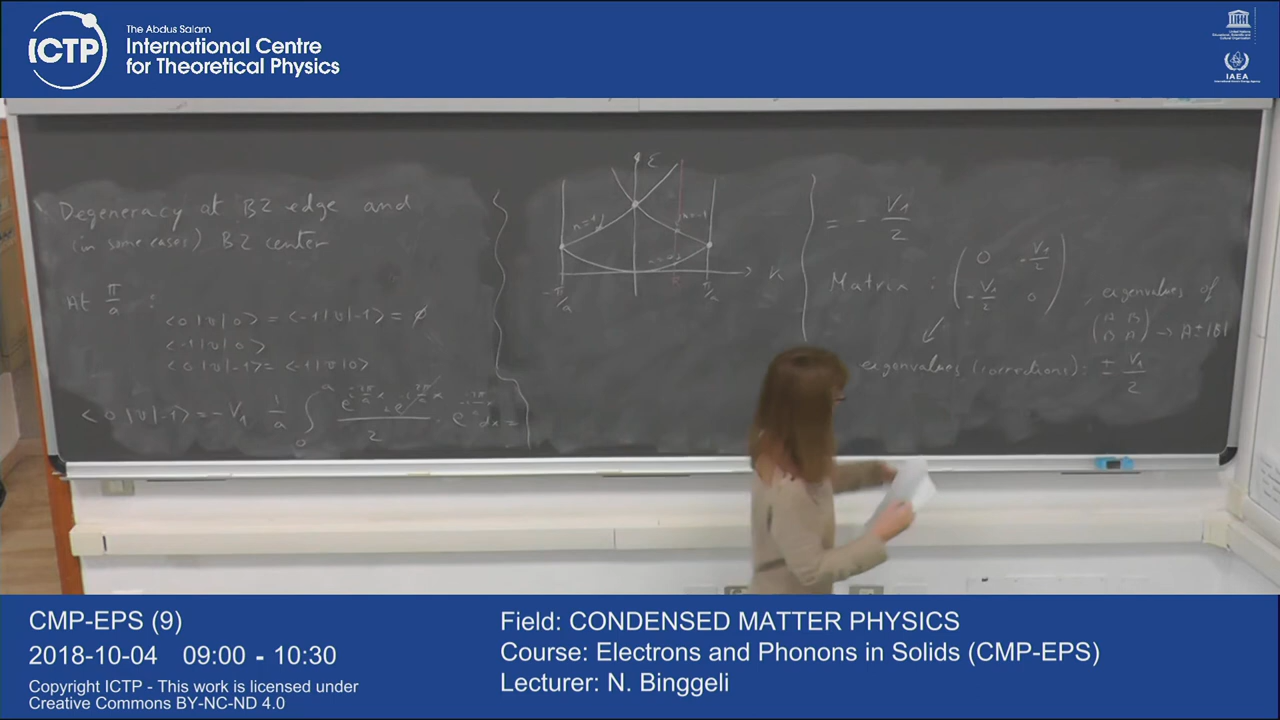 The Abdus Salam
ICTP
International Centre
for Theoretical Physics
IAEA
Degeneracy at BZ edge and
(in some cases) BZ center
At π/a :
<0|v|0> = <-1|v|-1> = ∅
<-1|v|0>
<0|v|-1> = <-1|v|0>
<0|v|-1> = - V₁ 1/a ∫
ε
n=1
n=-1
K
-π/a
π/a
= - V₁/2
Matrix : ( 0 -V₁/2
-V₁/2 0 )
, eigenvalues of
(A B
B A) → A±|B|
eigenvalues (corrections): ± V₁/2
CMP-EPS (9)
2018-10-04 09:00 - 10:30
Copyright ICTP - This work is licensed under
Creative Commons BY-NC-ND 4.0
Field: CONDENSED MATTER PHYSICS
Course: Electrons and Phonons in Solids (CMP-EPS)
Lecturer: N. Binggeli